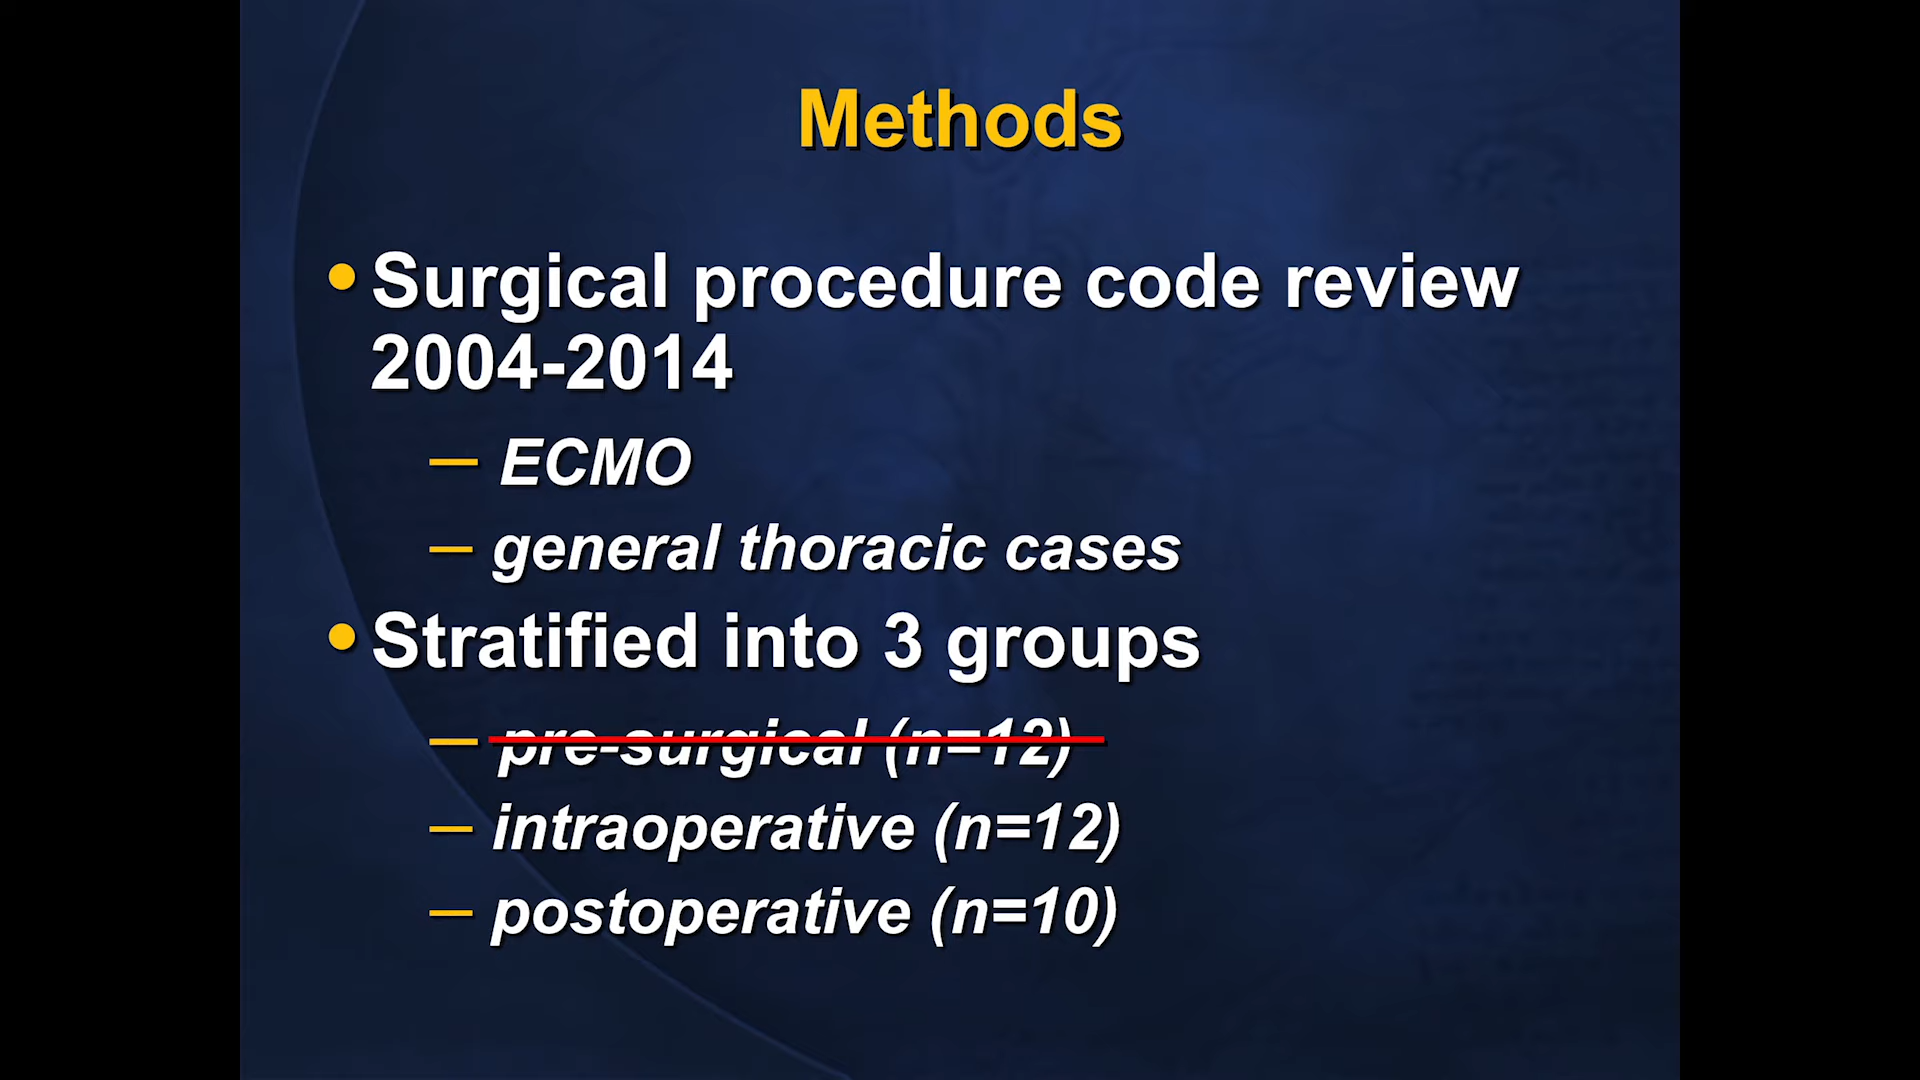 Methods
• Surgical procedure code review
2004-2014
— ECMO
— general thoracic cases
• Stratified into 3 groups
— pre-surgical (n=12)
— intraoperative (n=12)
— postoperative (n=10)